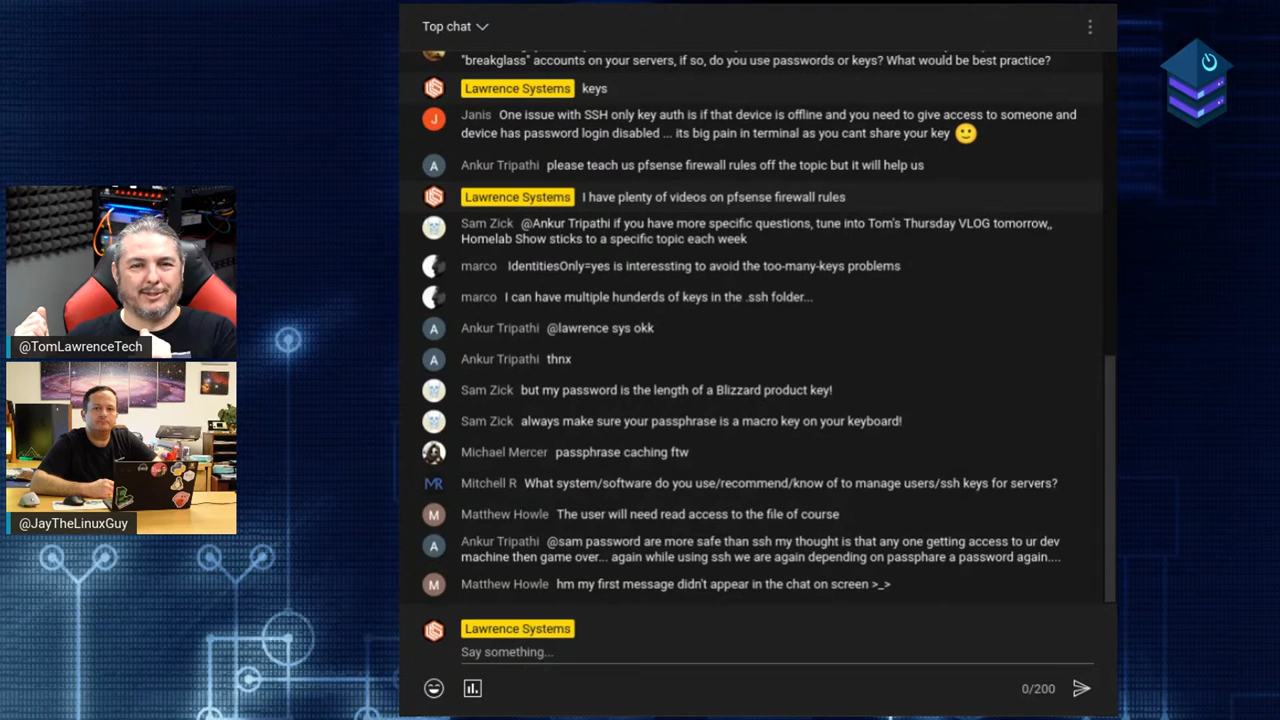 Top chat
"breakglass" accounts on your servers, if so, do you use passwords or keys? What would be best practice?
Lawrence Systems keys
Janis One issue with SSH only key auth is if that device is offline and you need to give access to someone and
device has password login disabled ... its big pain in terminal as you cant share your key
Ankur Tripathi please teach us pfsense firewall rules off the topic but it will help us
Lawrence Systems I have plenty of videos on pfsense firewall rules
Sam Zick @Ankur Tripathi if you have more specific questions, tune into Tom's Thursday VLOG tomorrow,,
Homelab Show sticks to a specific topic each week
marco IdentitiesOnly=yes is interessting to avoid the too-many-keys problems
marco I can have multiple hunderds of keys in the .ssh folder...
Ankur Tripathi @lawrence sys okk
Ankur Tripathi thnx
Sam Zick but my password is the length of a Blizzard product key!
Sam Zick always make sure your passphrase is a macro key on your keyboard!
Michael Mercer passphrase caching ftw
MR Mitchell R What system/software do you use/recommend/know of to manage users/ssh keys for servers?
M Matthew Howle The user will need read access to the file of course
A Ankur Tripathi @sam password are more safe than ssh my thought is that any one getting access to ur dev
machine then game over... again while using ssh we are again depending on passphare a password again....
M Matthew Howle hm my first message didn't appear in the chat on screen >_>
Lawrence Systems
Say something...
0/200
@TomLawrenceTech
@JayTheLinuxGuy